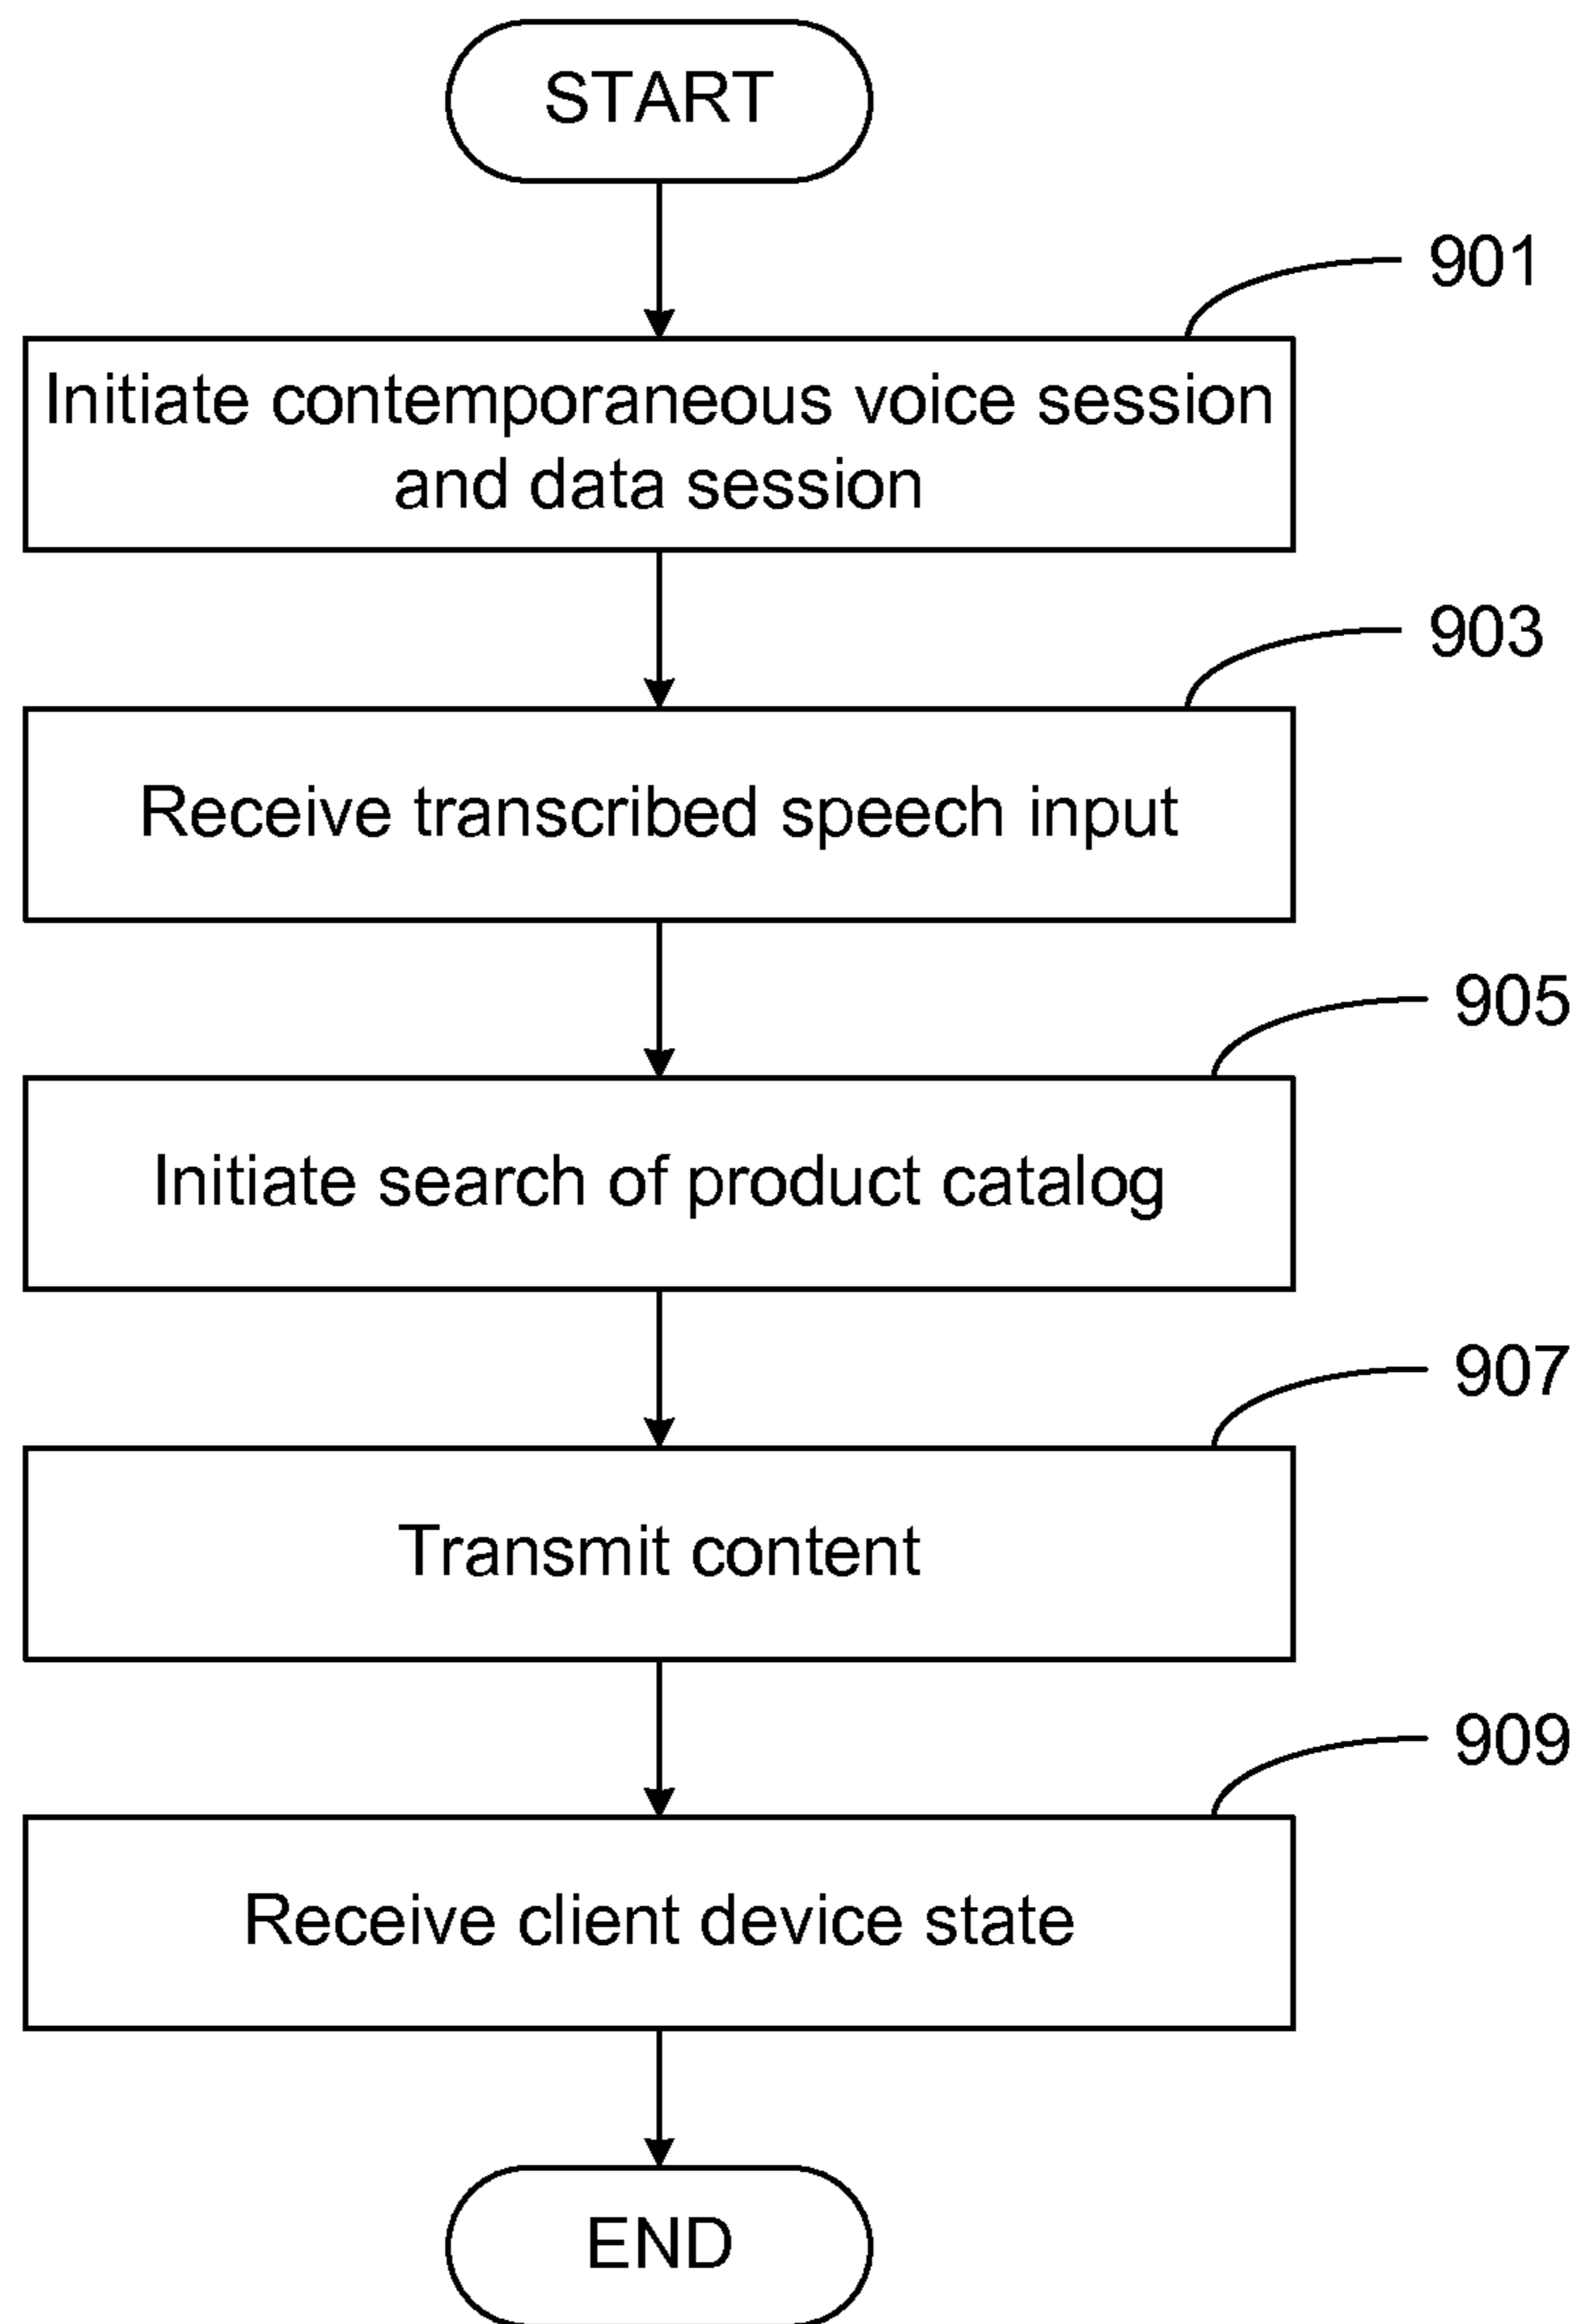 START
901
Initiate contemporaneous voice session
and data session
903
Receive transcribed speech input
905
Initiate search of product catalog
907
Transmit content
909
Receive client device state
END